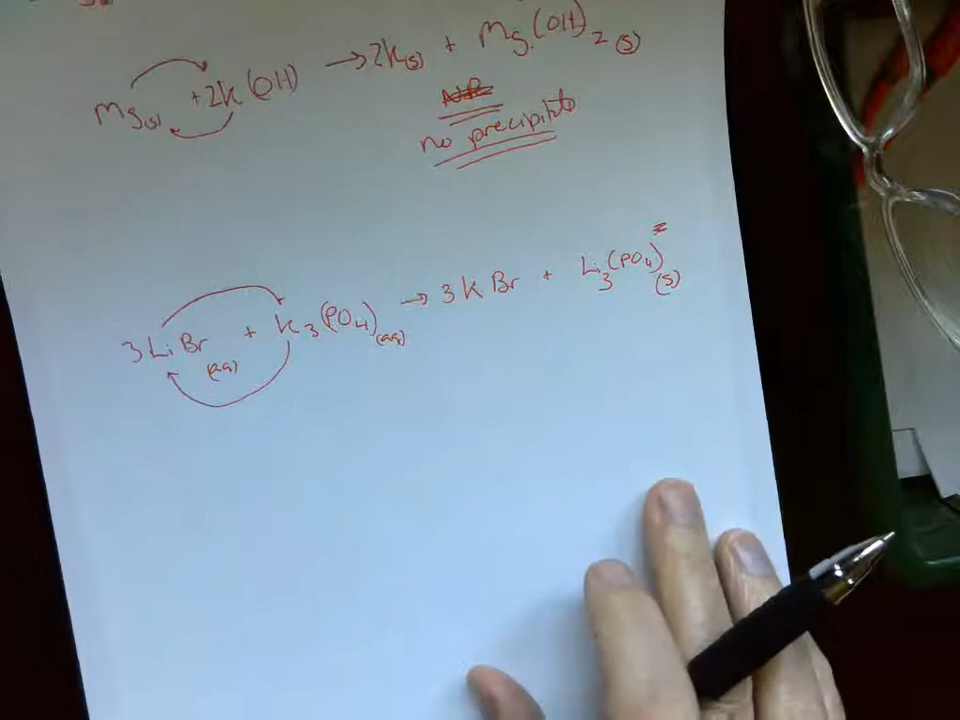 Mg(s) + 2K(OH) → 2K(s) + Mg(OH)2 (s)
no precipitate
3LiBr (aq) + K3(PO4)(aq) → 3KBr + Li3(PO4)(s)